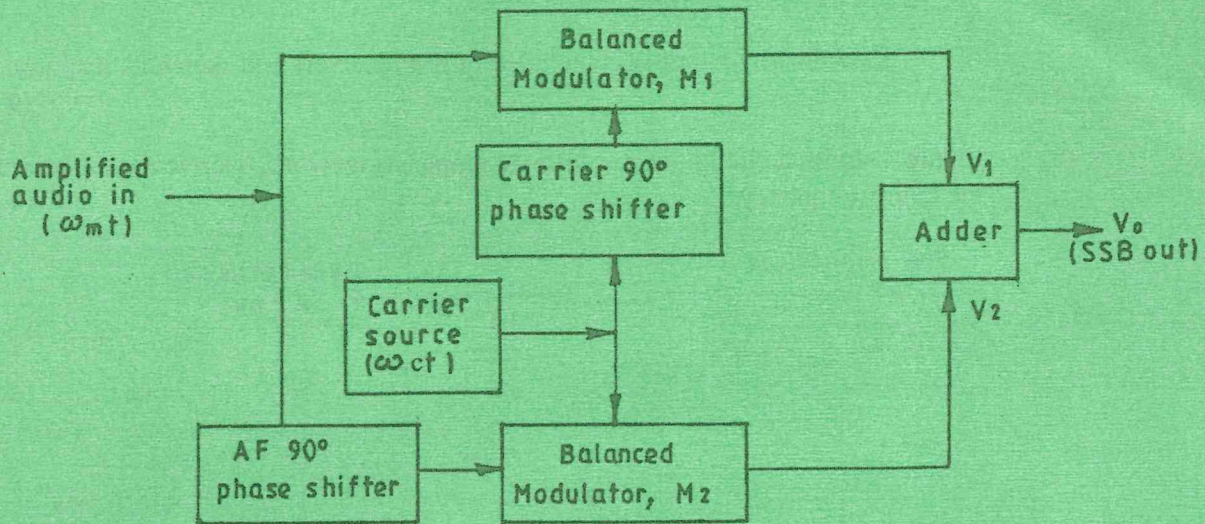 Balanced
Modulator, M1
Amplified
audio in
(ωmt)
Carrier 90°
phase shifter
V1
Adder
Vo
(SSB out)
Carrier
source
(ωct)
V2
AF 90°
phase shifter
Balanced
Modulator, M2